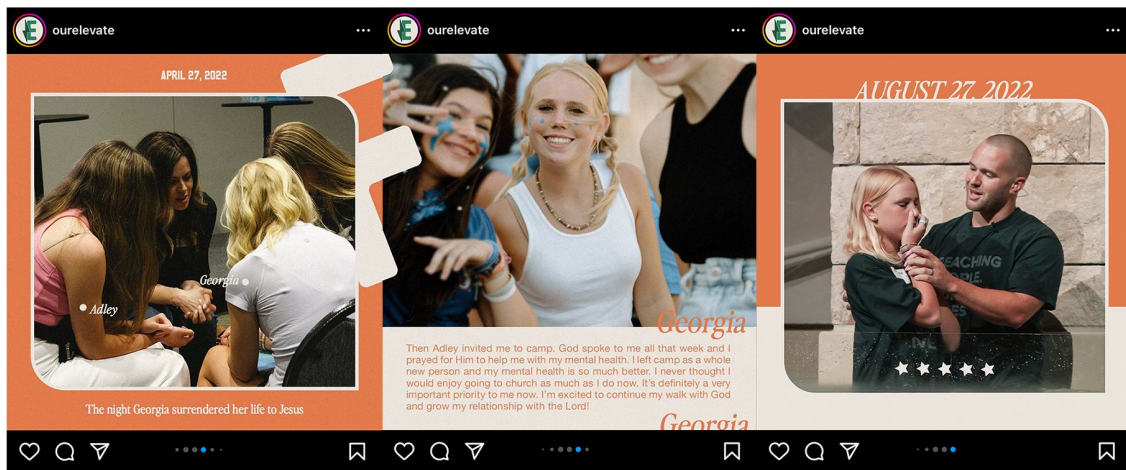 ourelevate
APRIL 27, 2022
Georgia
Adley
The night Georgia surrendered her life to Jesus
ourelevate
Georgia
Then Adley invited me to camp. God spoke to me all that week and I
prayed for Him to help me with my mental health. I left camp as a whole
new person and my mental health is so much better. I never thought I
would enjoy going to church as much as I do now. It's definitely a very
important priority to me now. I'm excited to continue my walk with God
and grow my relationship with the Lord!
Georgia
ourelevate
AUGUST 27, 2022